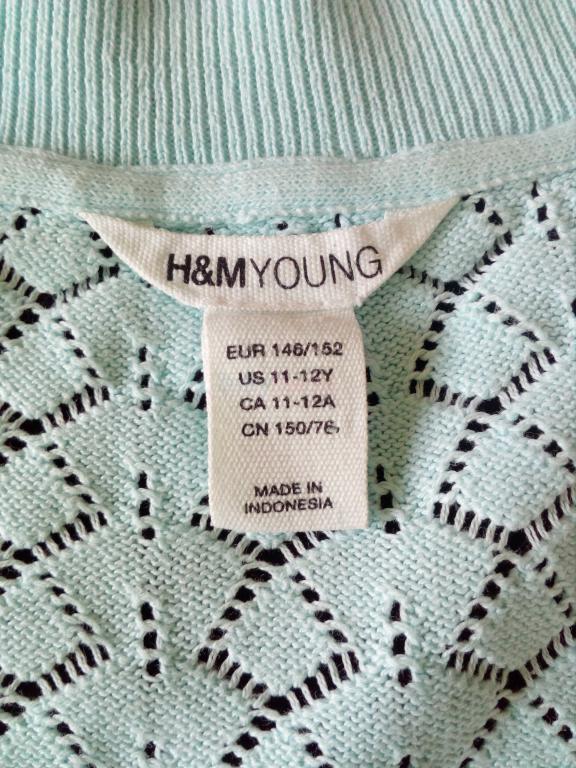 H&MYOUNG
EUR 146/152
US 11-12Y
CA 11-12A
CN 150/76
MADE IN
INDONESIA